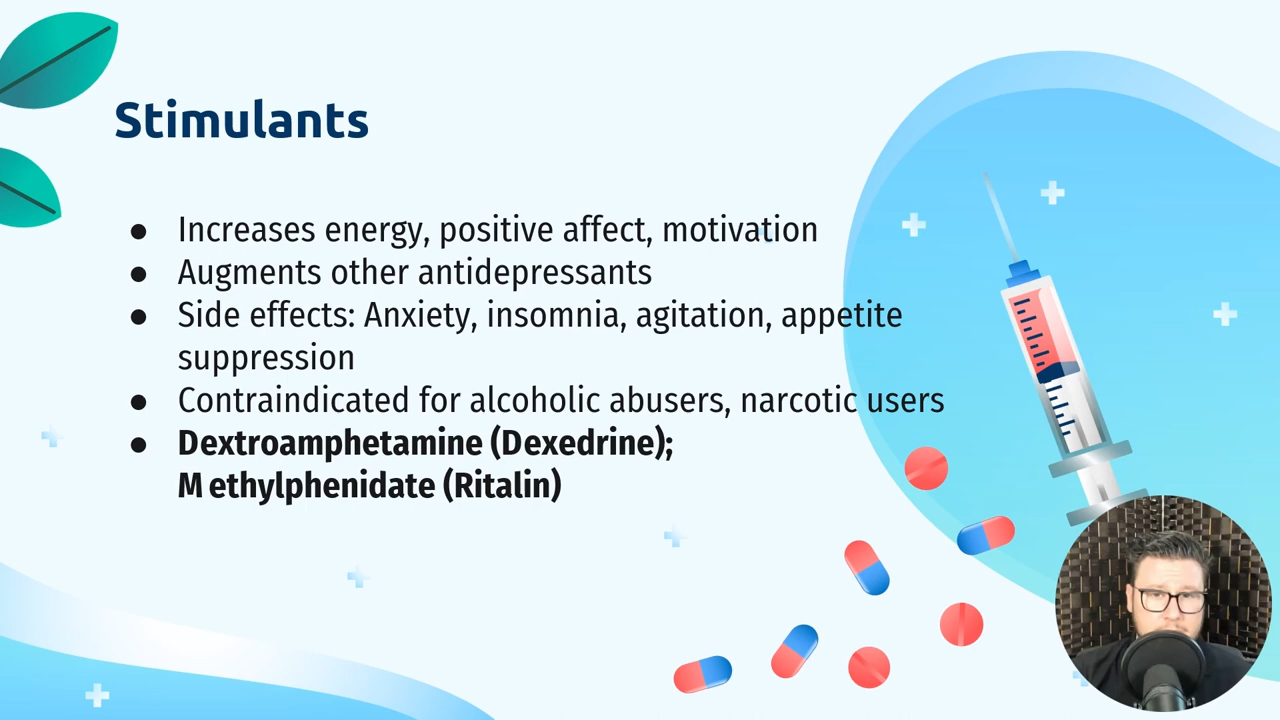 Stimulants
● Increases energy, positive affect, motivation
● Augments other antidepressants
● Side effects: Anxiety, insomnia, agitation, appetite
suppression
● Contraindicated for alcoholic abusers, narcotic users
● Dextroamphetamine (Dexedrine);
Methylphenidate (Ritalin)